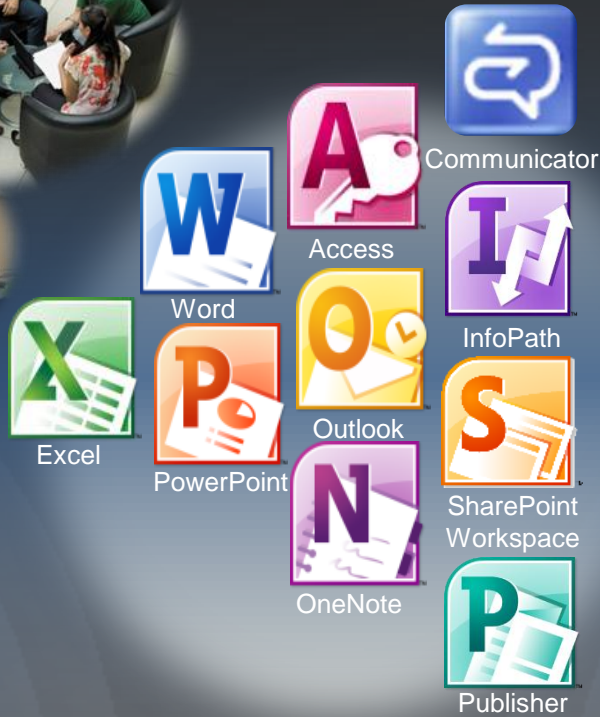 Communicator
A
Access
W
Word
I
InfoPath
X
Excel
P
PowerPoint
O
Outlook
S
SharePoint
Workspace
N
OneNote
P
Publisher